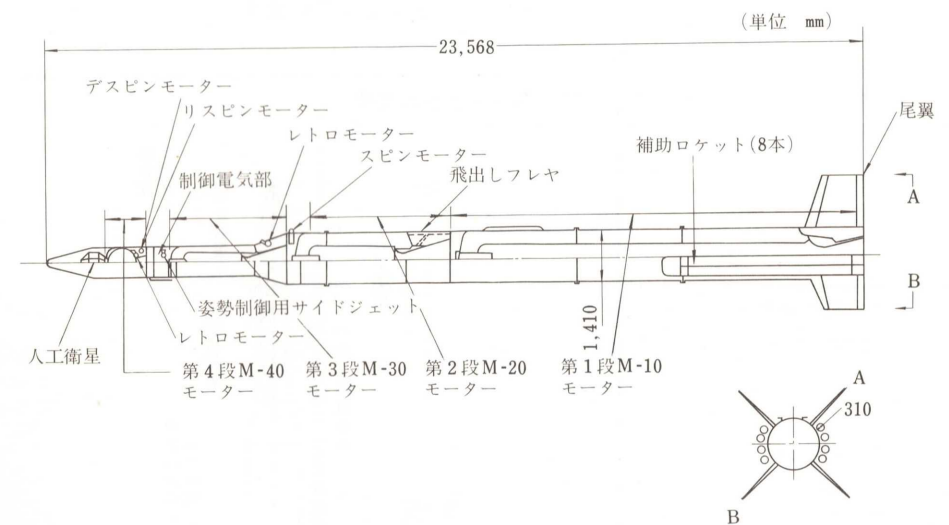 (単位 mm)
23,568
デスピンモーター
リスピンモーター
レトロモーター
スピンモーター
制御電気部
飛出しフレヤ
補助ロケット(8本)
尾翼
A
B
姿勢制御用サイドジェット
レトロモーター
人工衛星
1,410
第4段M-40
モーター
第3段M-30
モーター
第2段M-20
モーター
第1段M-10
モーター
A
310
B